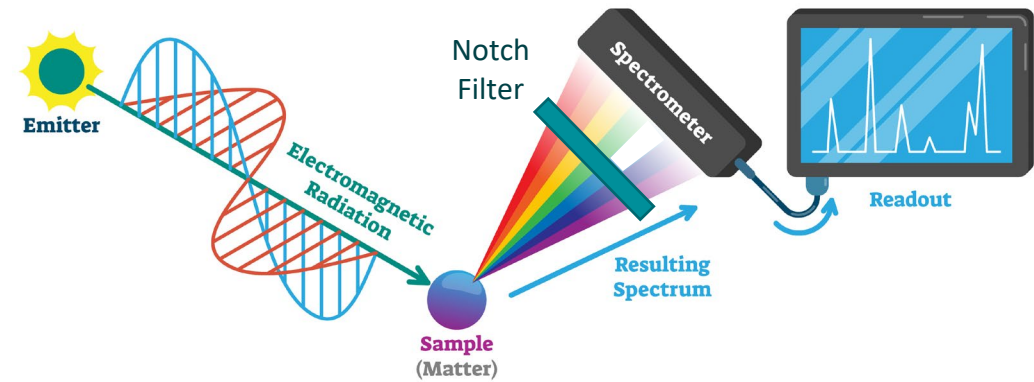 Emitter
Electromagnetic
Radiation
Sample
(Matter)
Notch
Filter
Spectrometer
Resulting
Spectrum
Readout